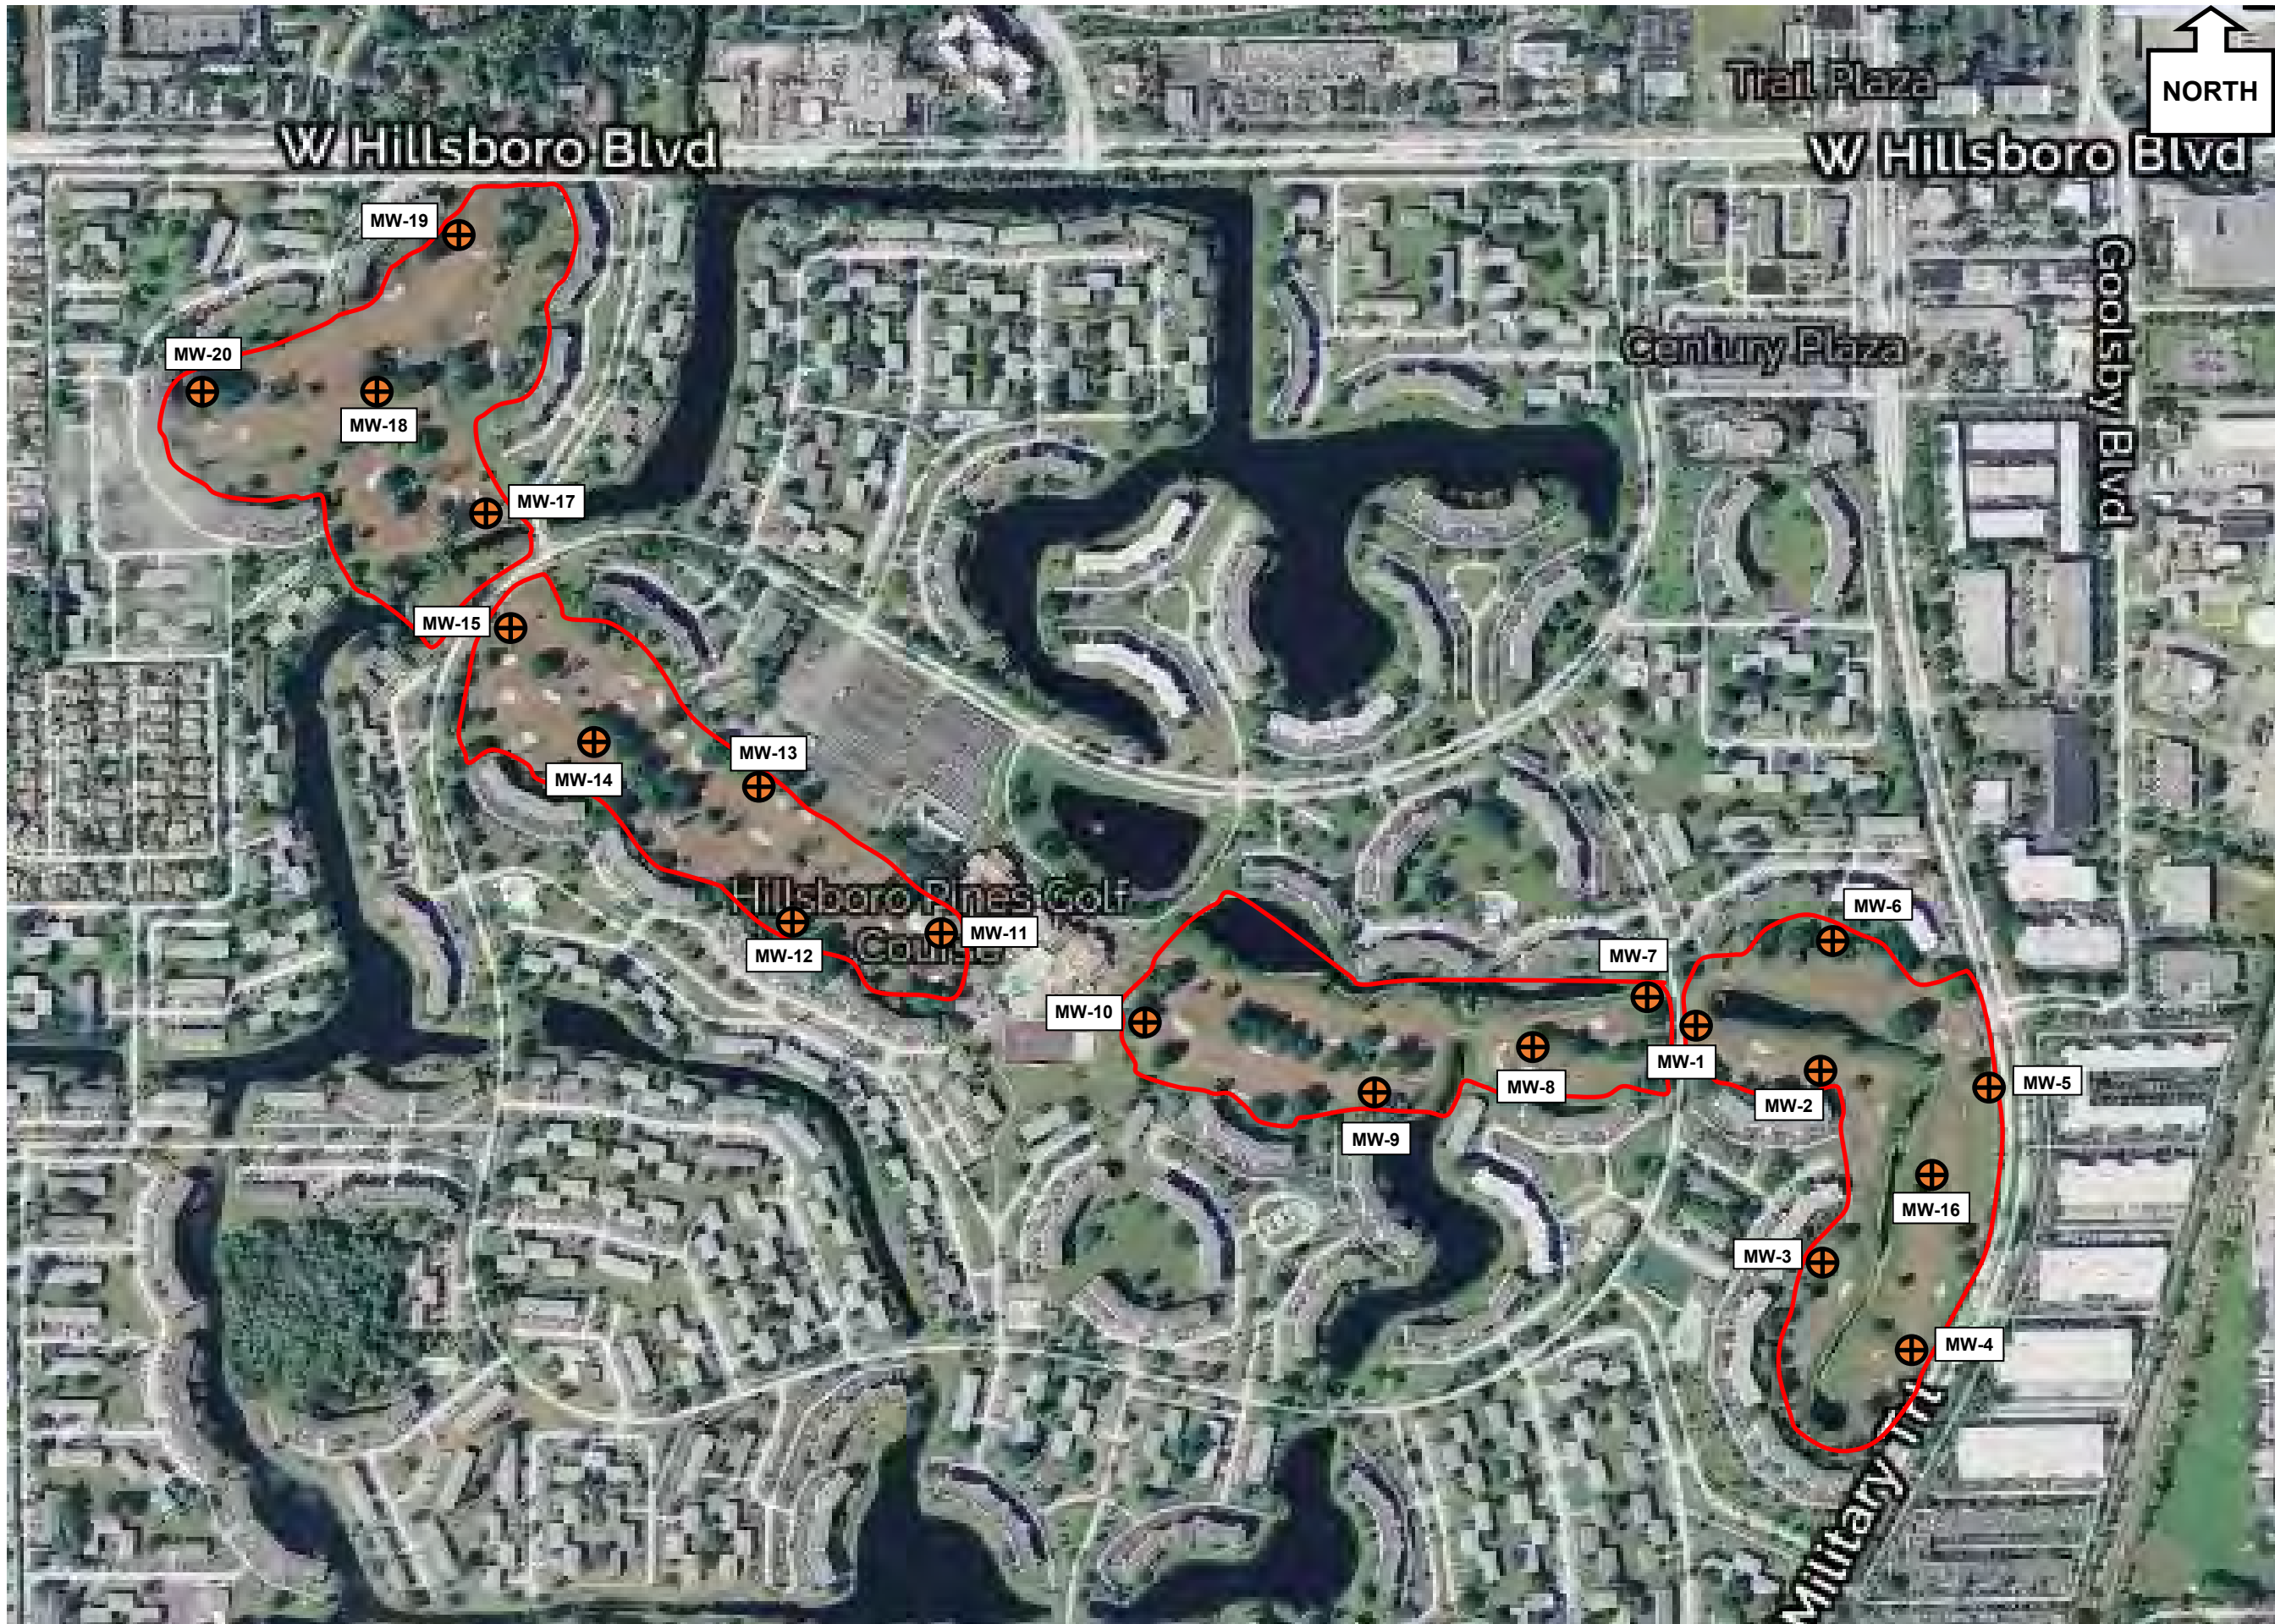 NORTH
Trail Plaza
W Hillsboro Blvd
W Hillsboro Blvd
MW-19
Goolsby Blvd
Century Plaza
MW-20
MW-18
MW-17
MW-15
MW-13
MW-14
Hillsboro Pines Golf
Course
MW-6
MW-11
MW-12
MW-7
MW-10
MW-1
MW-5
MW-8
MW-2
MW-9
MW-16
MW-3
MW-4
Military Trl